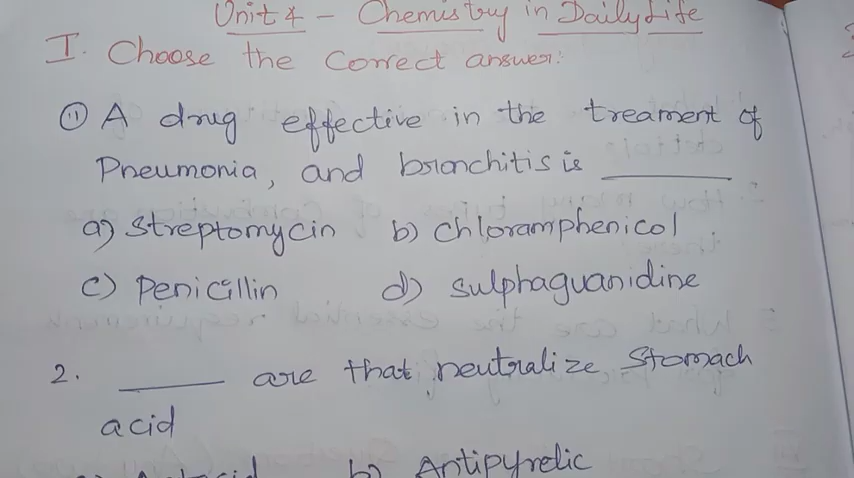 Unit 4 - Chemistry in Daily Life
I. Choose the Correct answer:
1) A drug effective in the treament of
Pneumonia, and bronchitis is ______
a) Streptomycin b) chloramphenicol
c) Penicillin d) sulphaguanidine
2. ______ are that neutralize Stomach
acid
b) Antipyrelic